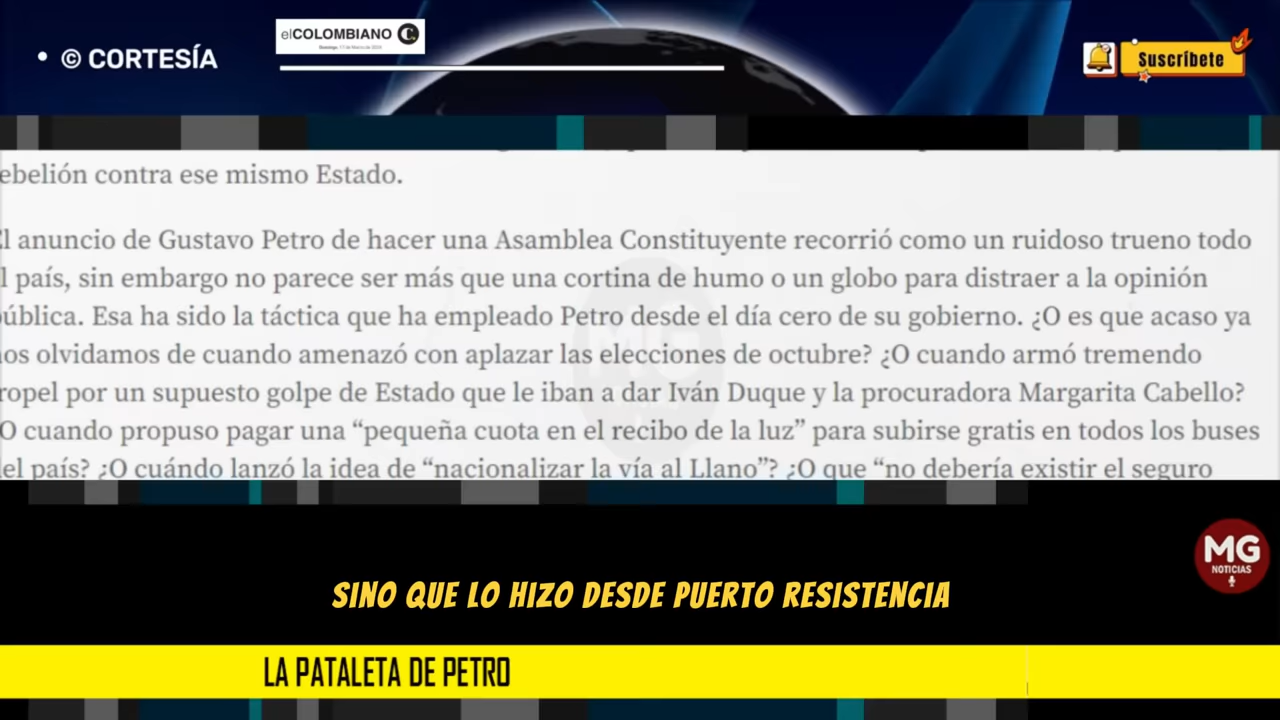 • © CORTESÍA
elCOLOMBIANO C
Suscríbete
ebelión contra ese mismo Estado.
l anuncio de Gustavo Petro de hacer una Asamblea Constituyente recorrió como un ruidoso trueno todo
l país, sin embargo no parece ser más que una cortina de humo o un globo para distraer a la opinión
ública. Esa ha sido la táctica que ha empleado Petro desde el día cero de su gobierno. ¿O es que acaso ya
os olvidamos de cuando amenazó con aplazar las elecciones de octubre? ¿O cuando armó tremendo
ropel por un supuesto golpe de Estado que le iban a dar Iván Duque y la procuradora Margarita Cabello?
O cuando propuso pagar una “pequeña cuota en el recibo de la luz” para subirse gratis en todos los buses
el país? ¿O cuándo lanzó la idea de “nacionalizar la vía al Llano”? ¿O que “no debería existir el seguro
MG
NOTICIAS
SINO QUE LO HIZO DESDE PUERTO RESISTENCIA
LA PATALETA DE PETRO